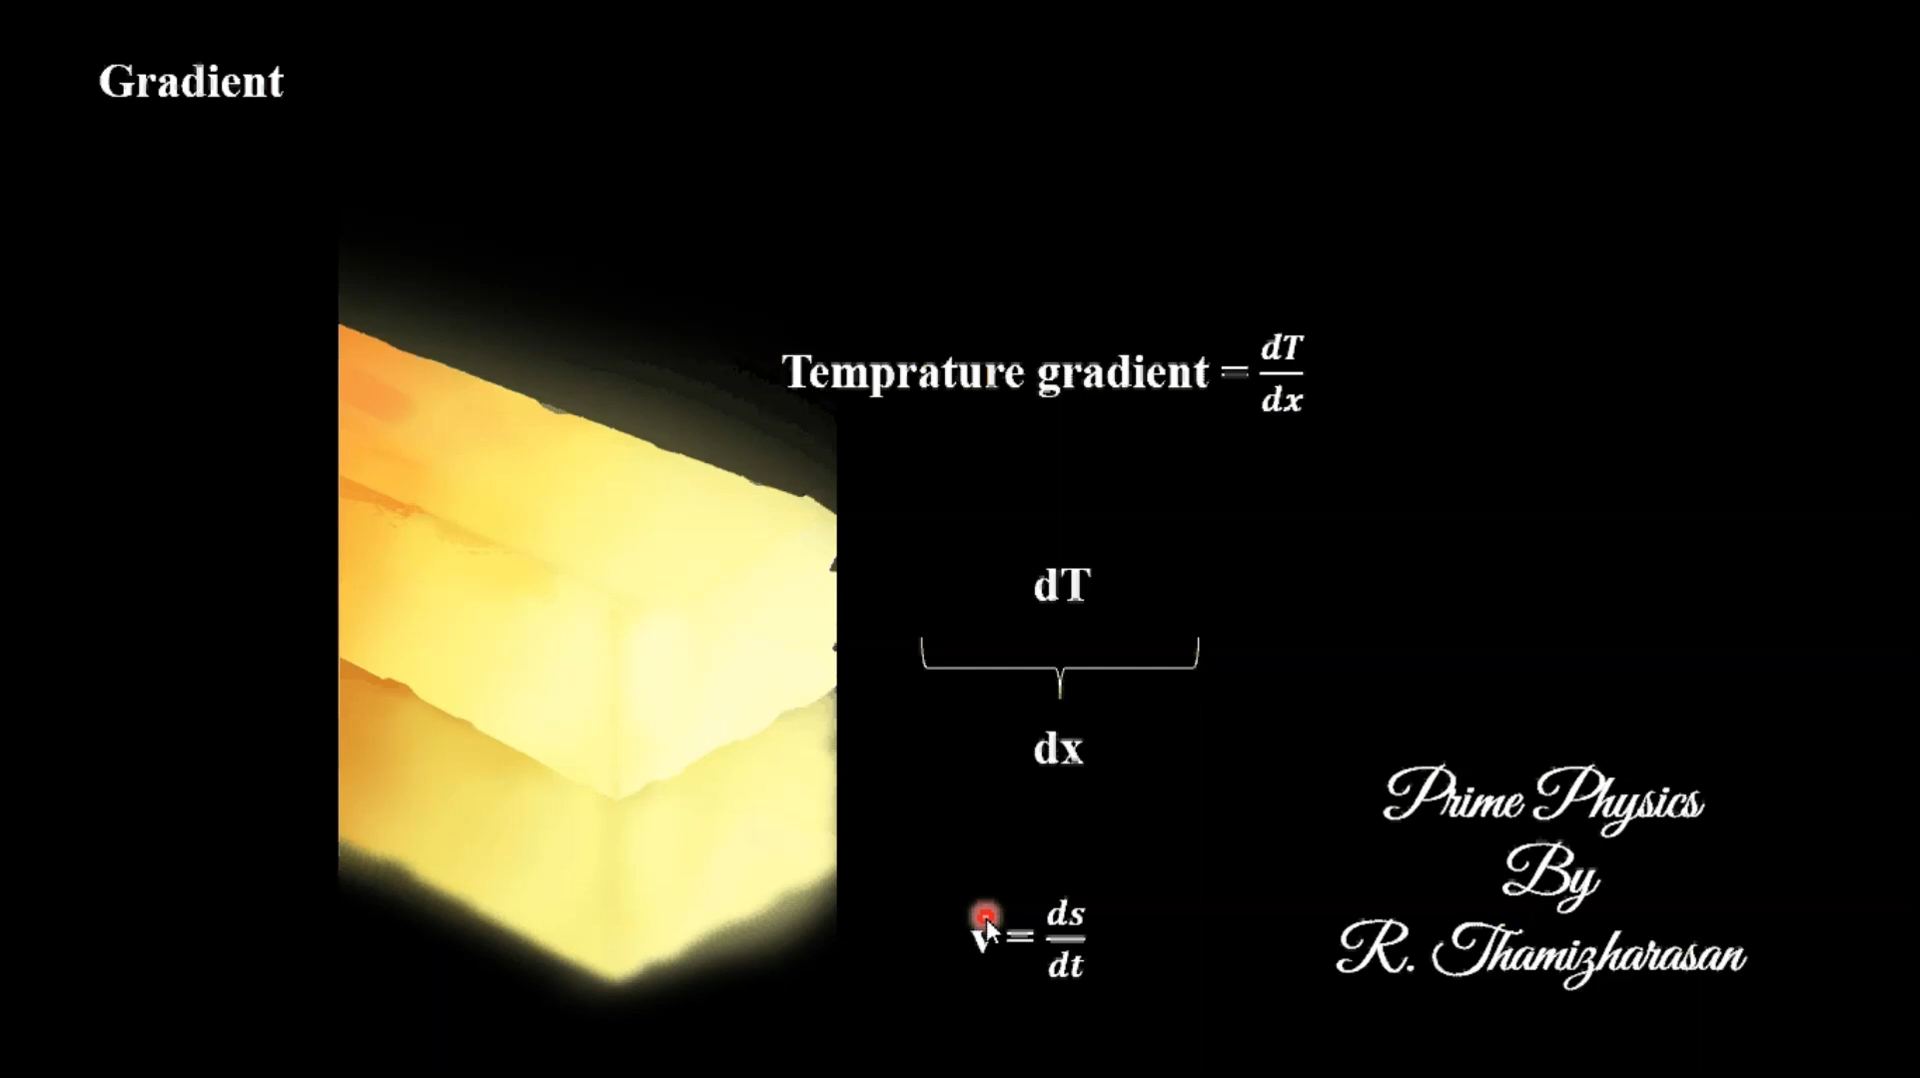 Gradient
Temprature gradient = dT/dx
dT
dx
v = ds/dt
Prime Physics
By
R. Thamizharasan